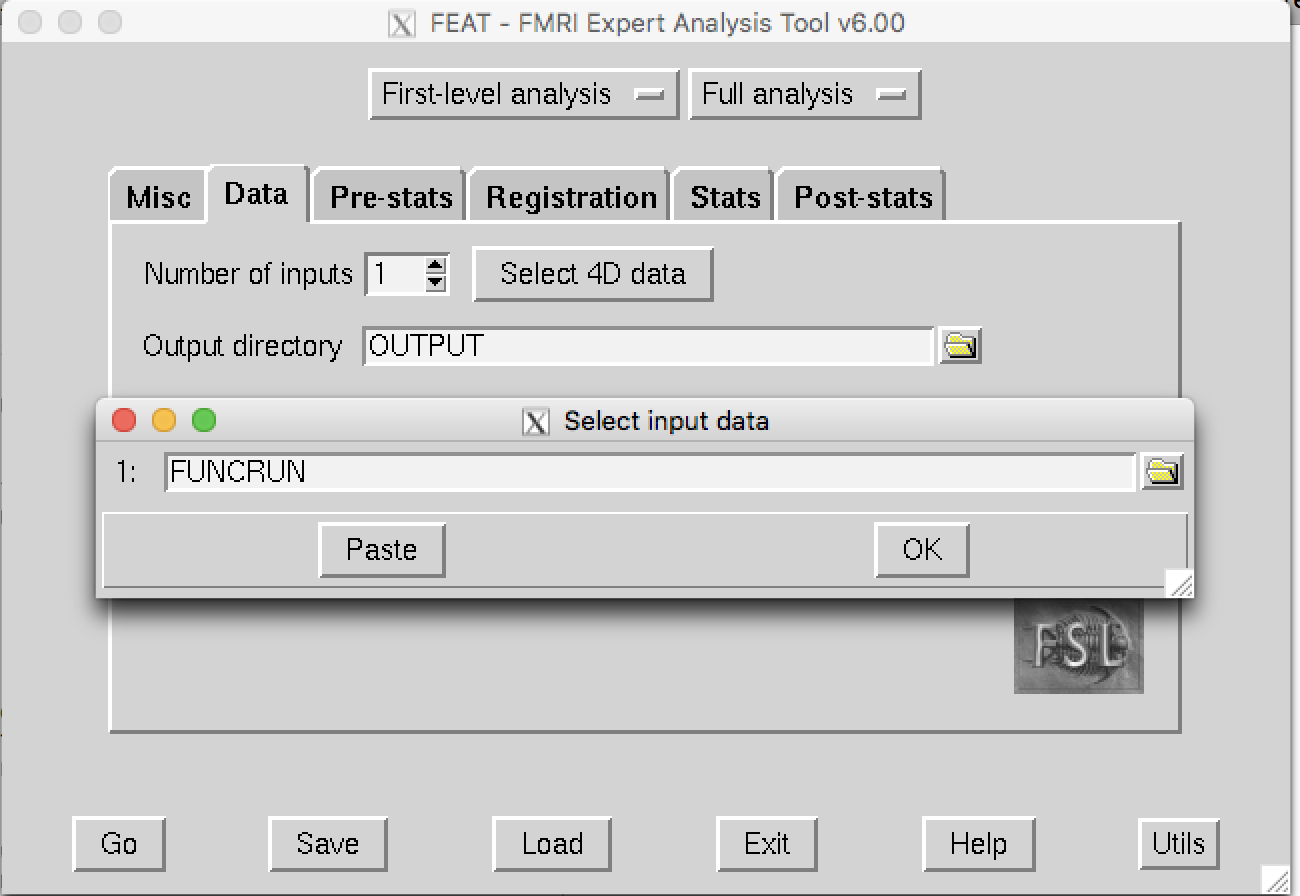 X FEAT - FMRI Expert Analysis Tool v6.00
First-level analysis Full analysis
Misc Data Pre-stats Registration Stats Post-stats
Number of inputs 1 Select 4D data
Output directory OUTPUT
X Select input data
1: FUNCRUN
Paste OK
FSL
Go Save Load Exit Help Utils